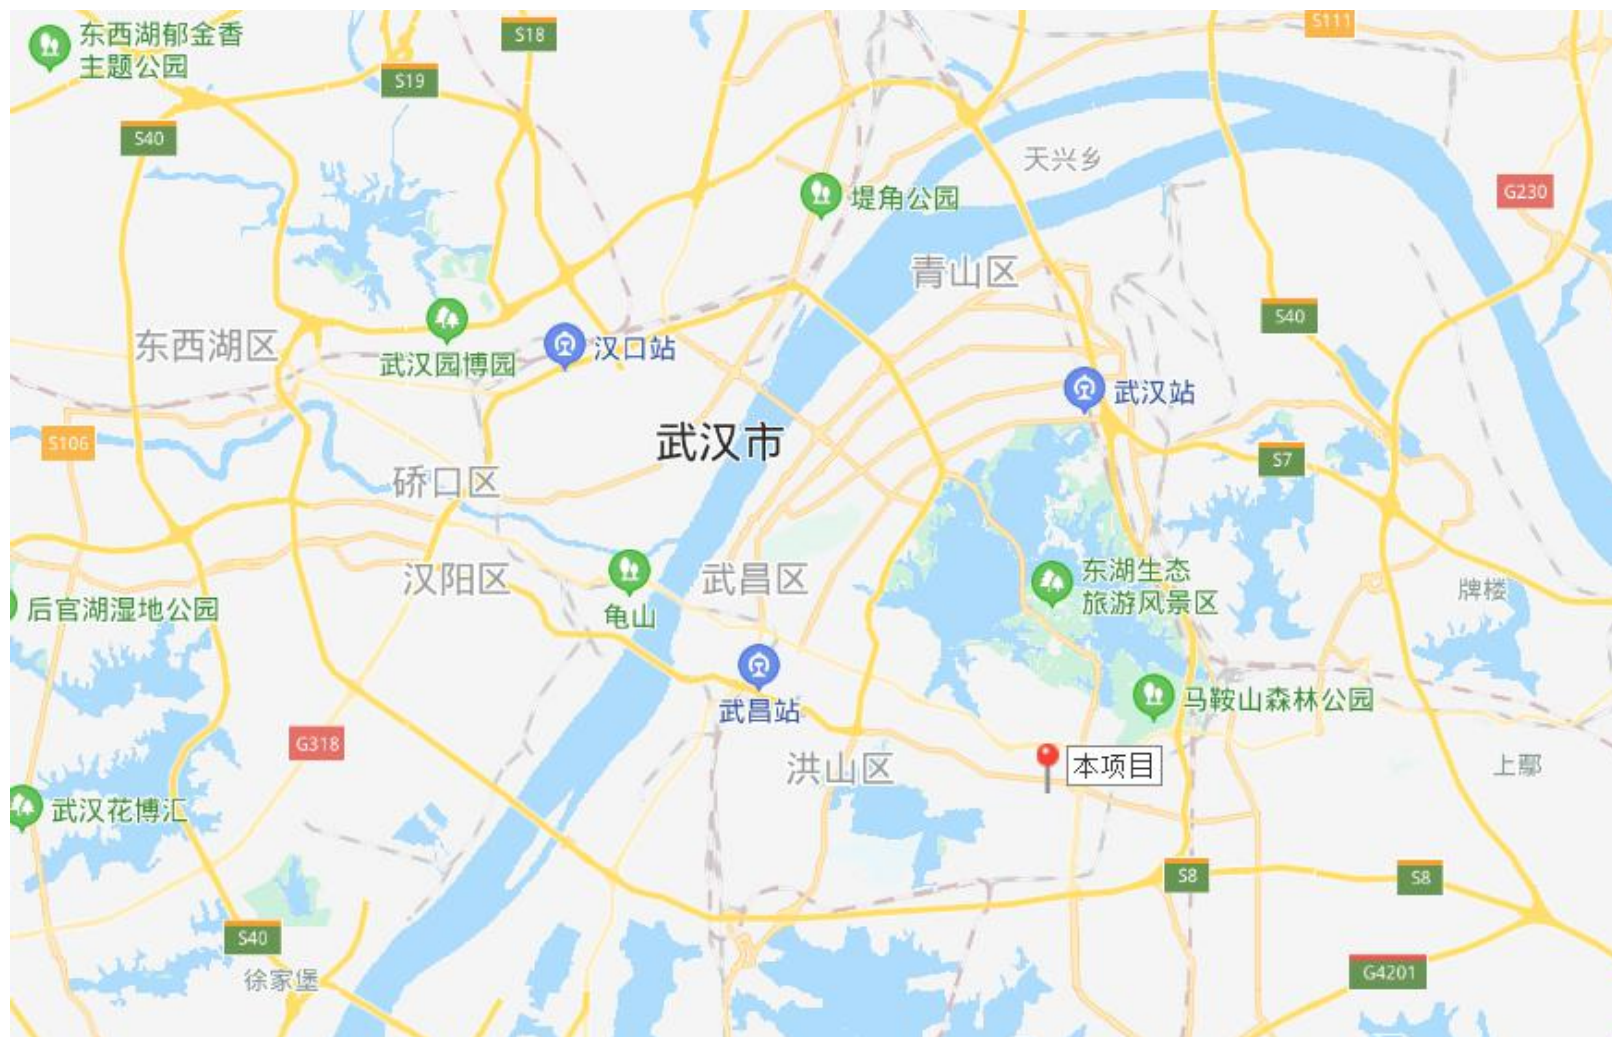 东西湖郁金香
主题公园
S18
S111
S19
S40
天兴乡
堤角公园
G230
青山区
S40
东西湖区
武汉园博园
汉口站
武汉站
武汉市
S106
S7
硚口区
汉阳区
武昌区
东湖生态
旅游风景区
牌楼
后官湖湿地公园
龟山
武昌站
马鞍山森林公园
G318
洪山区
本项目
上鄢
武汉花博汇
S8
S8
S40
徐家堡
G4201